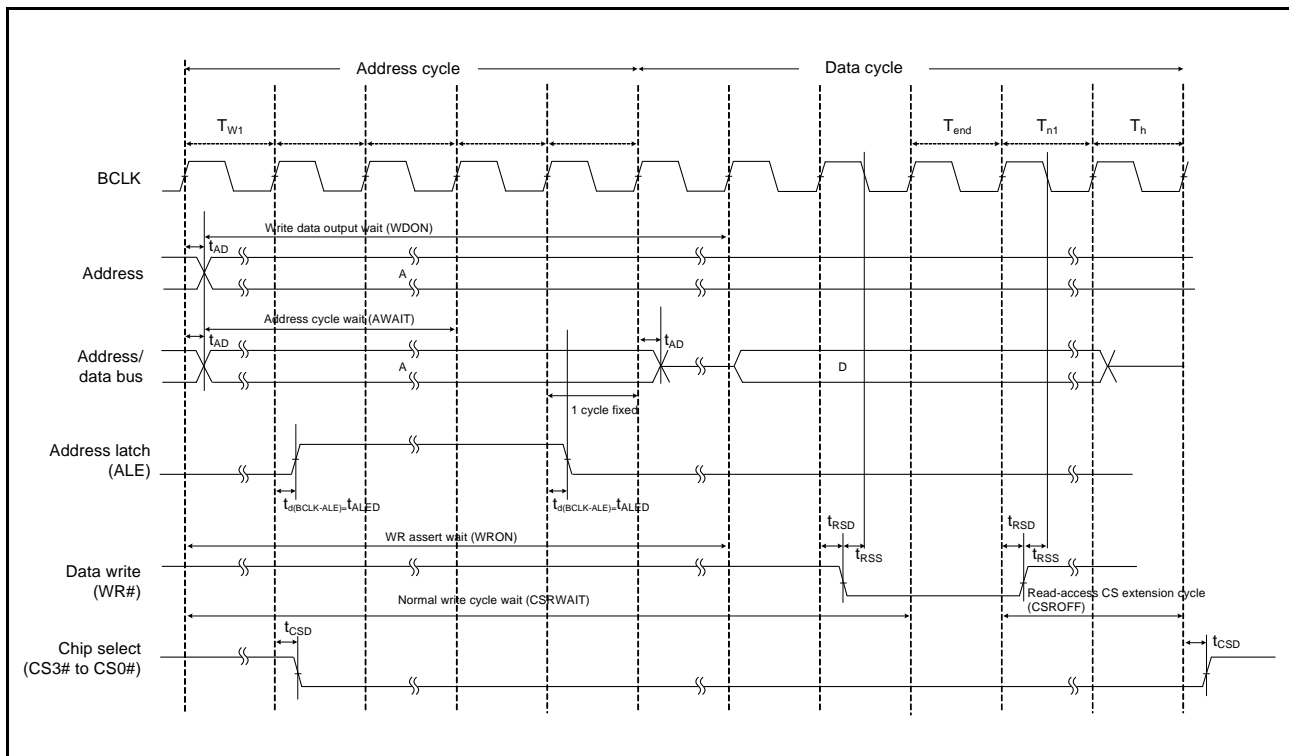 Address cycle Data cycle
TW1 Tend Tn1 Th
BCLK
Write data output wait (WDON)
tAD
Address
A
Address cycle wait (AWAIT)
tAD tAD
Address/
data bus
A D
1 cycle fixed
Address latch
(ALE)
td(BCLK-ALE)=tALED td(BCLK-ALE)=tALED
tRSD tRSD
WR assert wait (WRON)
tRSS tRSS
Data write
(WR#)
Normal write cycle wait (CSRWAIT)
Read-access CS extension cycle
(CSROFF)
tCSD tCSD
Chip select
(CS3# to CS0#)